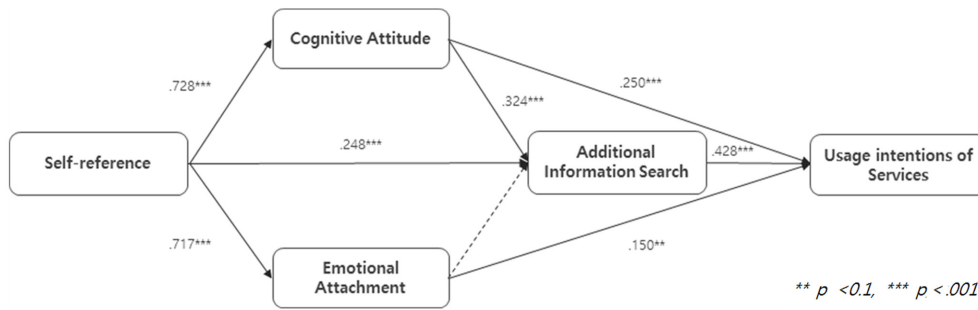 Cognitive Attitude
.728***
.250***
.324***
Self-reference
.248***
Additional
Information Search
.428***
Usage intentions of
Services
.717***
.150**
Emotional
Attachment
** p <0.1, *** p < .001